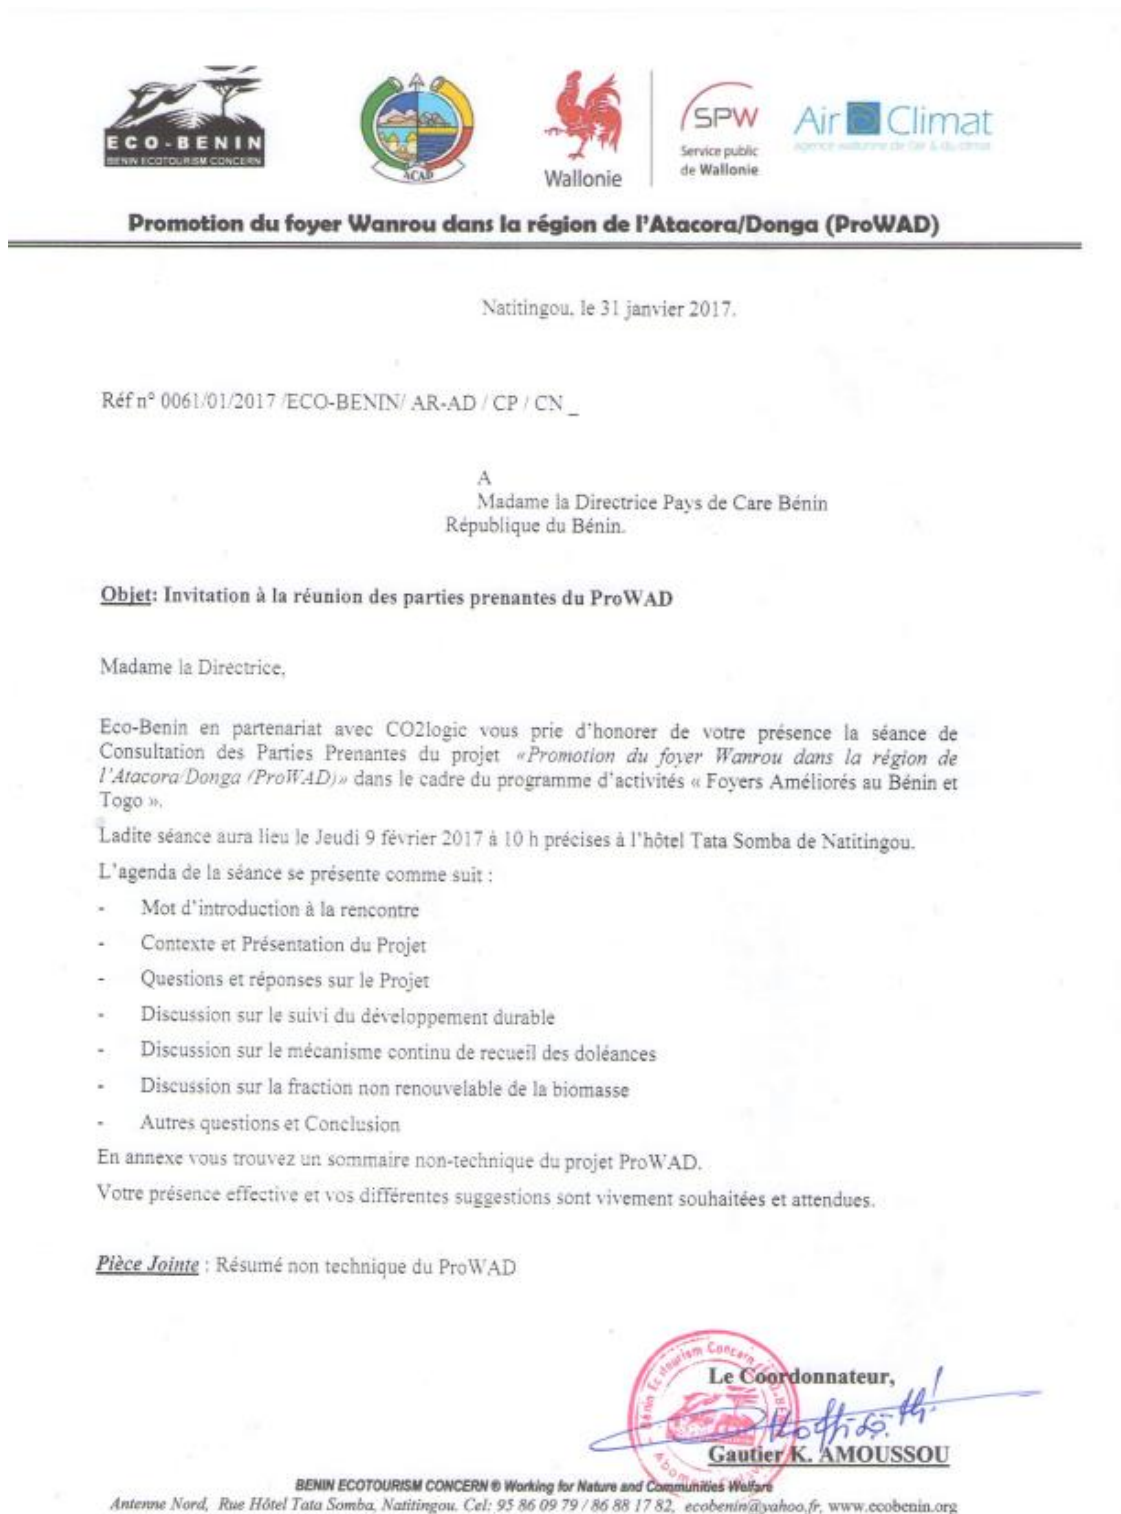 ECO-BENIN
BENIN ECOTOURISM CONCERN
ACAD
Wallonie
SPW
Service public
de Wallonie
Air Climat
agence wallonne de l'air & du climat
Promotion du foyer Wanrou dans la région de l'Atacora/Donga (ProWAD)
Natitingou, le 31 janvier 2017.
Réf n° 0061/01/2017 /ECO-BENIN/ AR-AD / CP / CN _
A
Madame la Directrice Pays de Care Bénin
République du Bénin.
Objet: Invitation à la réunion des parties prenantes du ProWAD
Madame la Directrice,
Eco-Benin en partenariat avec CO2logic vous prie d'honorer de votre présence la séance de
Consultation des Parties Prenantes du projet «Promotion du foyer Wanrou dans la région de
l'Atacora/Donga (ProWAD)» dans le cadre du programme d'activités « Foyers Améliorés au Bénin et
Togo ».
Ladite séance aura lieu le Jeudi 9 février 2017 à 10 h précises à l'hôtel Tata Somba de Natitingou.
L'agenda de la séance se présente comme suit :
- Mot d'introduction à la rencontre
- Contexte et Présentation du Projet
- Questions et réponses sur le Projet
- Discussion sur le suivi du développement durable
- Discussion sur le mécanisme continu de recueil des doléances
- Discussion sur la fraction non renouvelable de la biomasse
- Autres questions et Conclusion
En annexe vous trouvez un sommaire non-technique du projet ProWAD.
Votre présence effective et vos différentes suggestions sont vivement souhaitées et attendues.
Pièce Jointe : Résumé non technique du ProWAD
Bénin Ecotourism Concern
Le Coordonnateur,
Gautier K. AMOUSSOU
BENIN ECOTOURISM CONCERN © Working for Nature and Communities Welfare
Antenne Nord, Rue Hôtel Tata Somba, Natitingou. Cel: 95 86 09 79 / 86 88 17 82, ecobenin@yahoo.fr, www.ecobenin.org